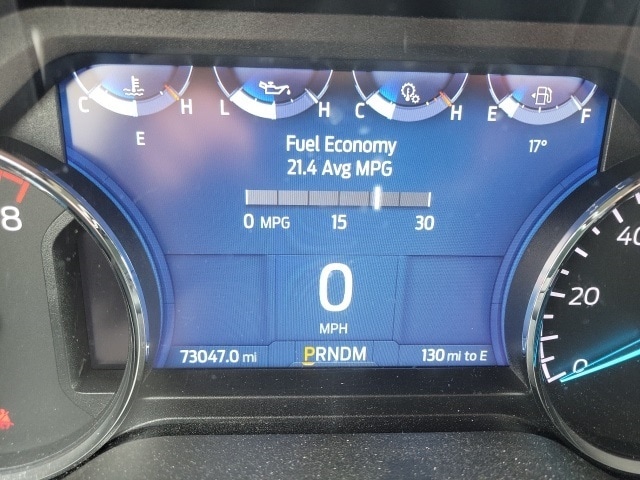 C H L H C H E F
E 17°
Fuel Economy
21.4 Avg MPG
0 MPG 15 30
8
40
20
0
0
MPH
73047.0 mi PRNDM 130 mi to E